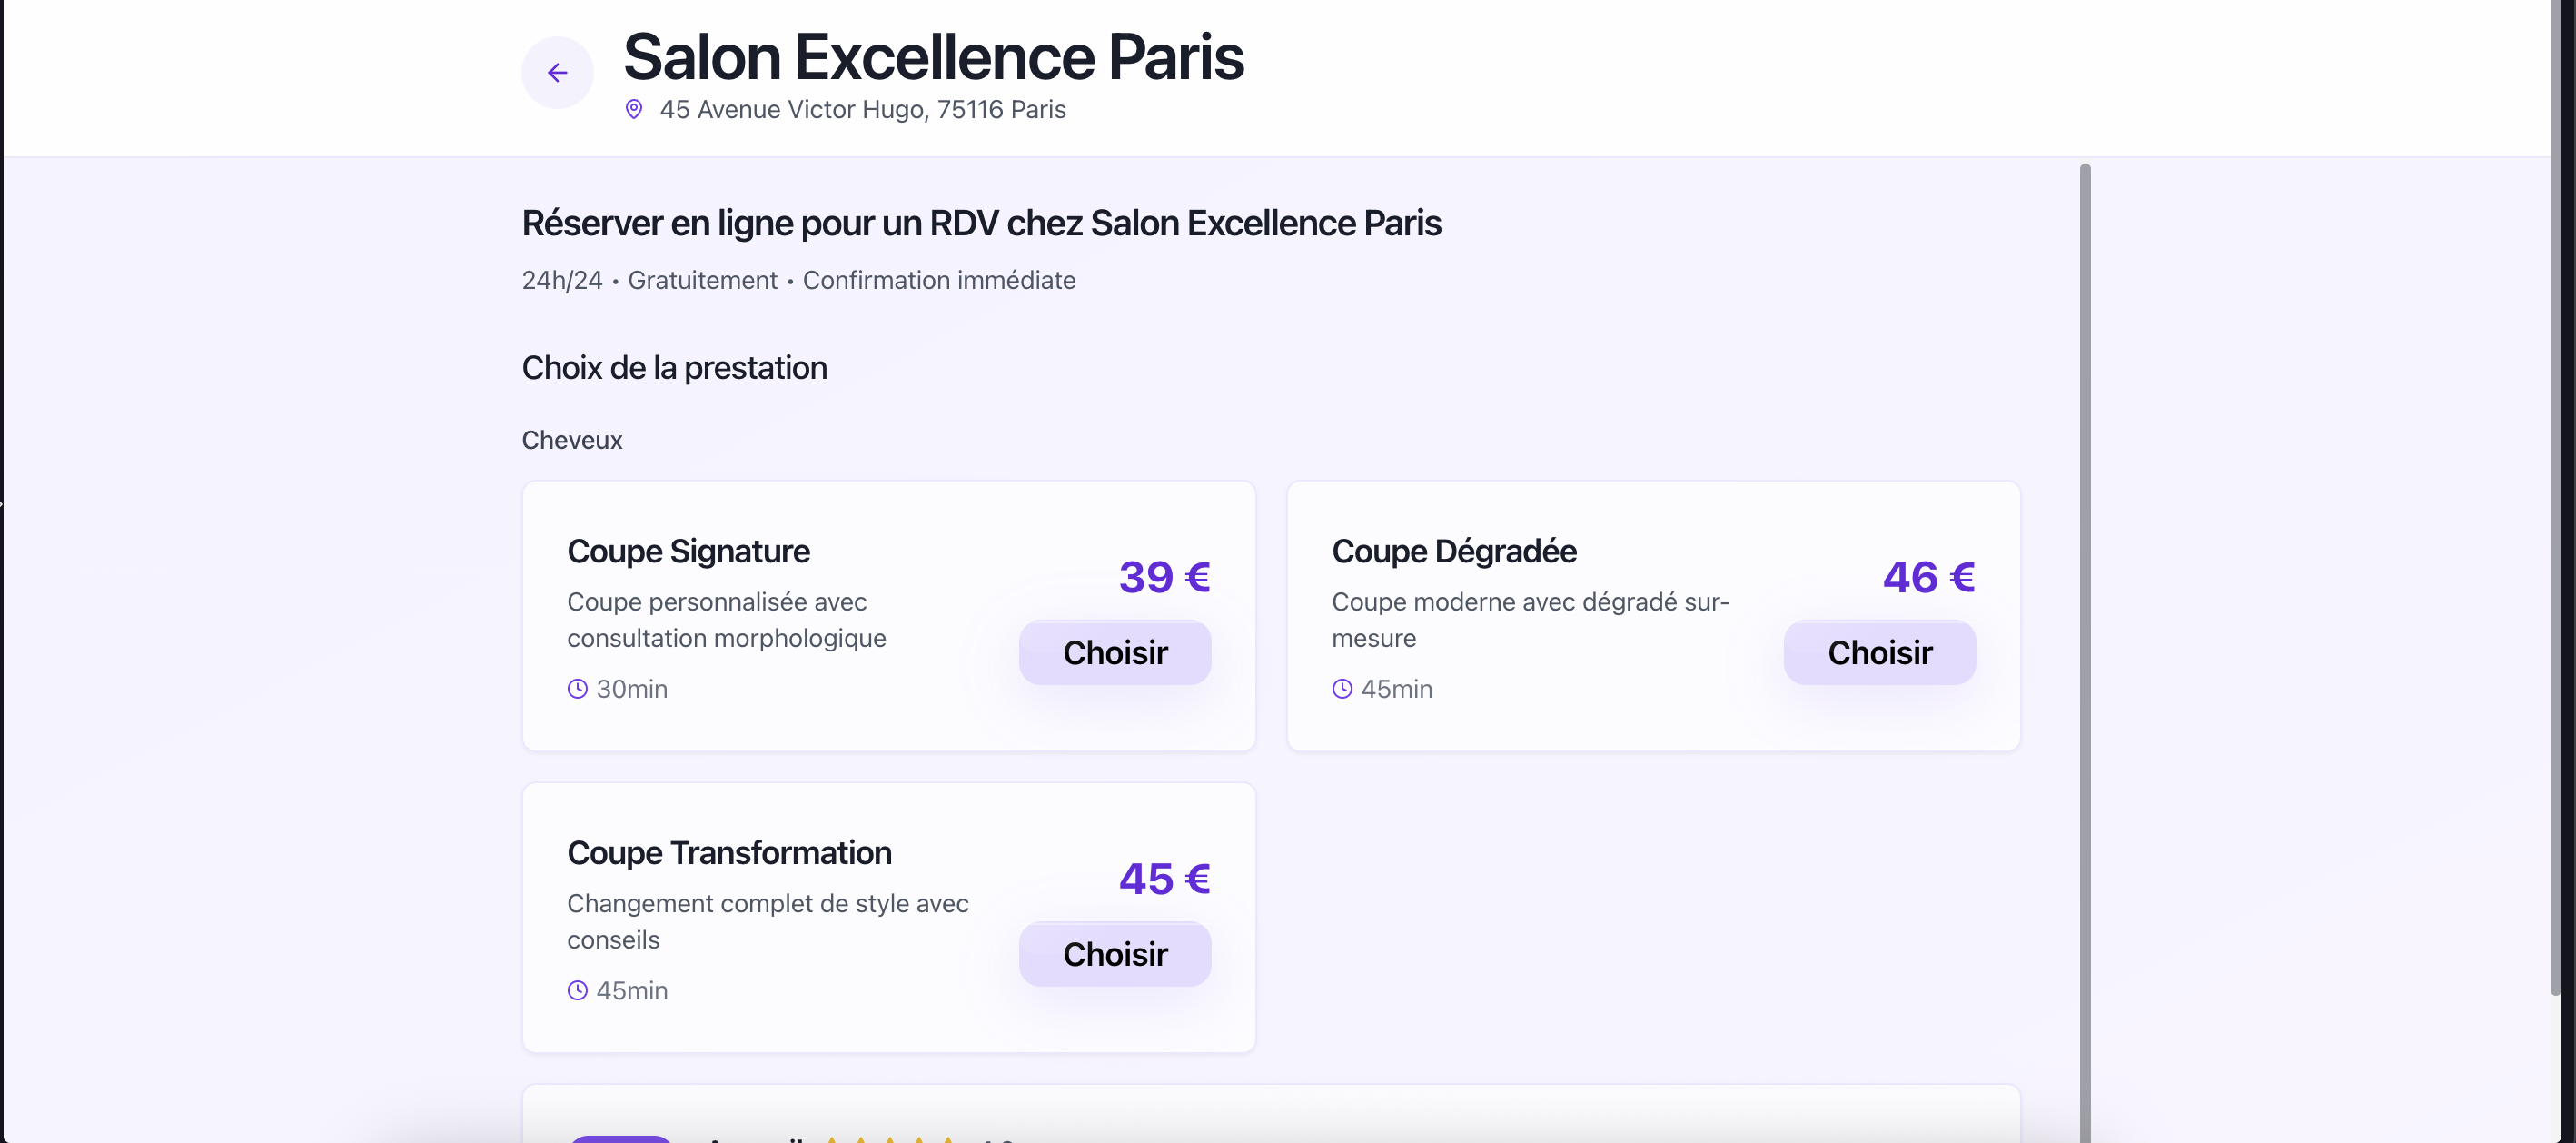 Salon Excellence Paris
45 Avenue Victor Hugo, 75116 Paris
Réserver en ligne pour un RDV chez Salon Excellence Paris
24h/24 • Gratuitement • Confirmation immédiate
Choix de la prestation
Cheveux
Coupe Signature
Coupe personnalisée avec
consultation morphologique
30min
39 €
Choisir
Coupe Dégradée
Coupe moderne avec dégradé sur-
mesure
45min
46 €
Choisir
Coupe Transformation
Changement complet de style avec
conseils
45min
45 €
Choisir